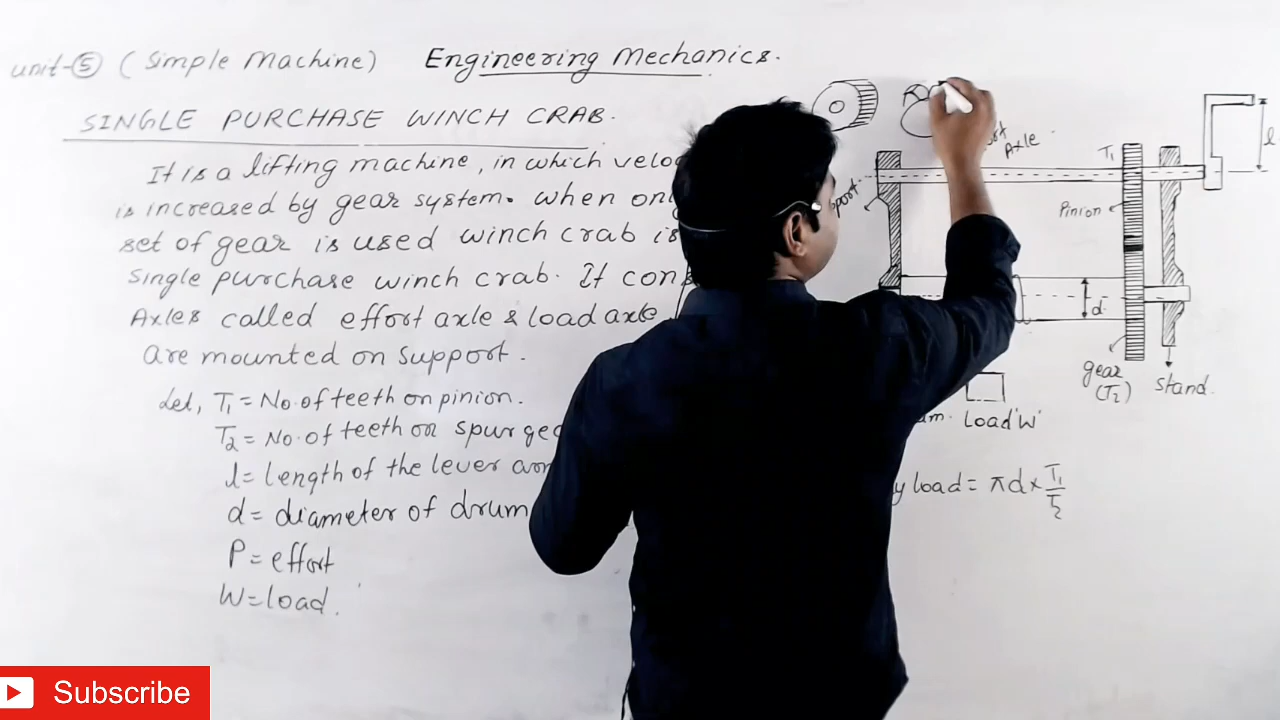 unit-⑤ (Simple Machine) Engineering Mechanics.
SINGLE PURCHASE WINCH CRAB.
It is a lifting machine, in which velo
is increased by gear system. when on
set of gear is used winch crab is
Single purchase winch crab. It con
Axles called effort axle & load axle
are mounted on support.
Let, T₁ = No. of teeth on pinion.
T₂ = No. of teeth on spur gea
l = length of the lever arm
d = diameter of drum
P = effort
W = load.
Axle
T₁
l
Pinion
d
gear
(T₂)
stand.
Load 'W'
y load = πd × T₁/T₂
Subscribe